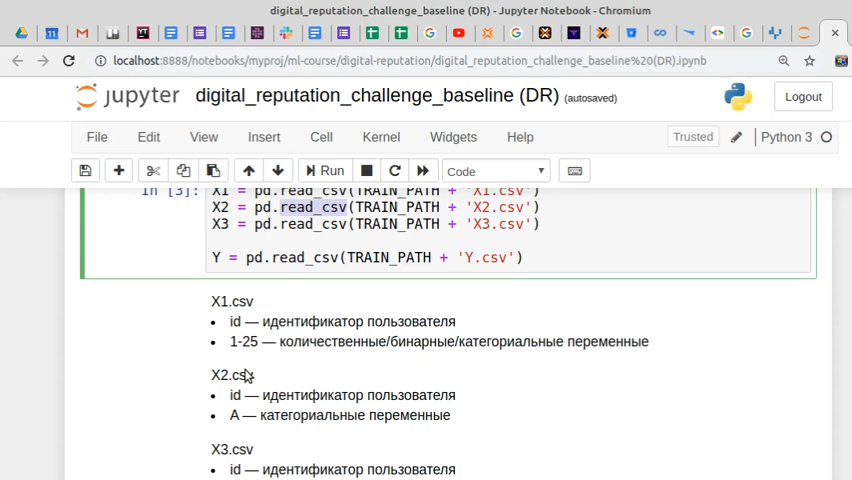 digital_reputation_challenge_baseline (DR) - Jupyter Notebook - Chromium
localhost:8888/notebooks/myproj/ml-course/digital-reputation/digital_reputation_challenge_baseline%20(DR).ipynb
jupyter digital_reputation_challenge_baseline (DR) (autosaved) Logout
File Edit View Insert Cell Kernel Widgets Help Trusted Python 3
Run Code
In [3]: X1 = pd.read_csv(TRAIN_PATH + 'X1.csv')
X2 = pd.read_csv(TRAIN_PATH + 'X2.csv')
X3 = pd.read_csv(TRAIN_PATH + 'X3.csv')
Y = pd.read_csv(TRAIN_PATH + 'Y.csv')
X1.csv
• id — идентификатор пользователя
• 1-25 — количественные/бинарные/категориальные переменные
X2.csv
• id — идентификатор пользователя
• A — категориальные переменные
X3.csv
• id — идентификатор пользователя